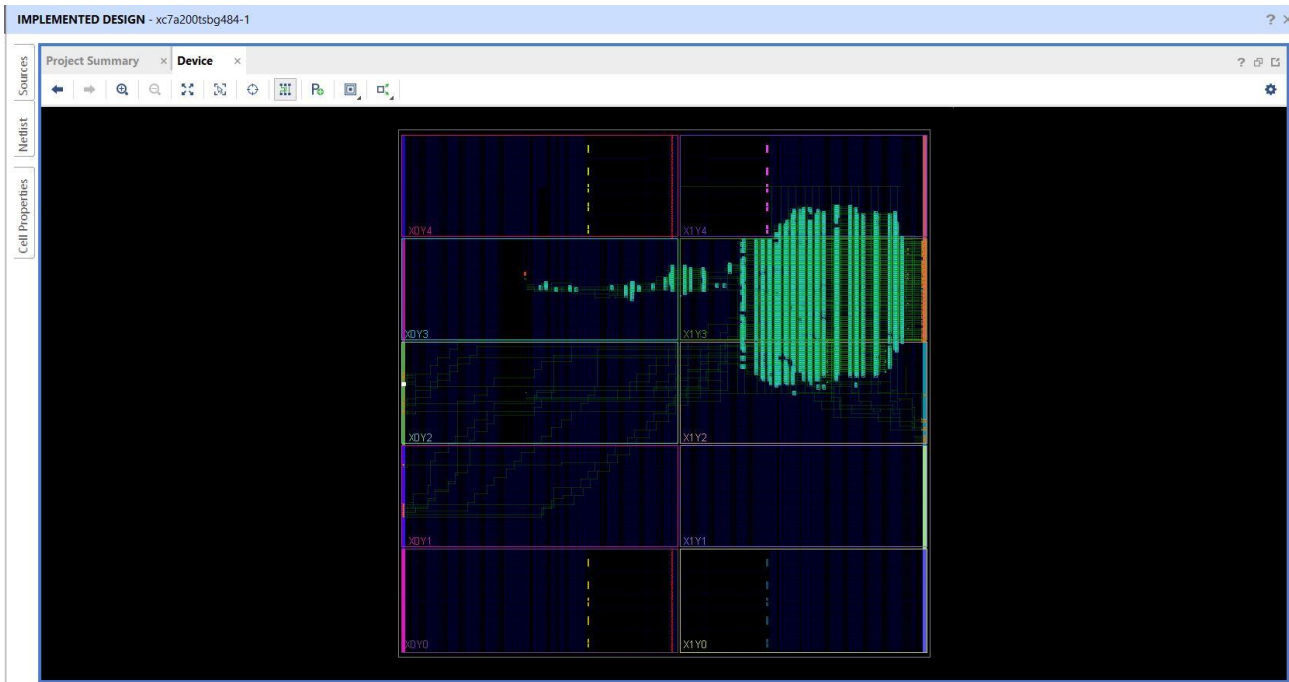 IMPLEMENTED DESIGN - xc7a200tsbg484-1
?
Sources
Netlist
Cell Properties
Project Summary
Device
?
X0Y4
X1Y4
X0Y3
X1Y3
X0Y2
X1Y2
X0Y1
X1Y1
X0Y0
X1Y0